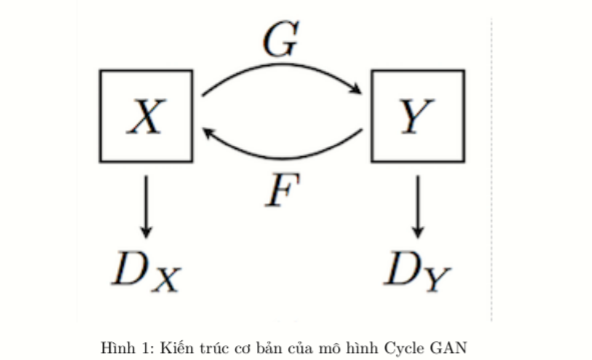 G
X
Y
F
D_X
D_Y
Hình 1: Kiến trúc cơ bản của mô hình Cycle GAN